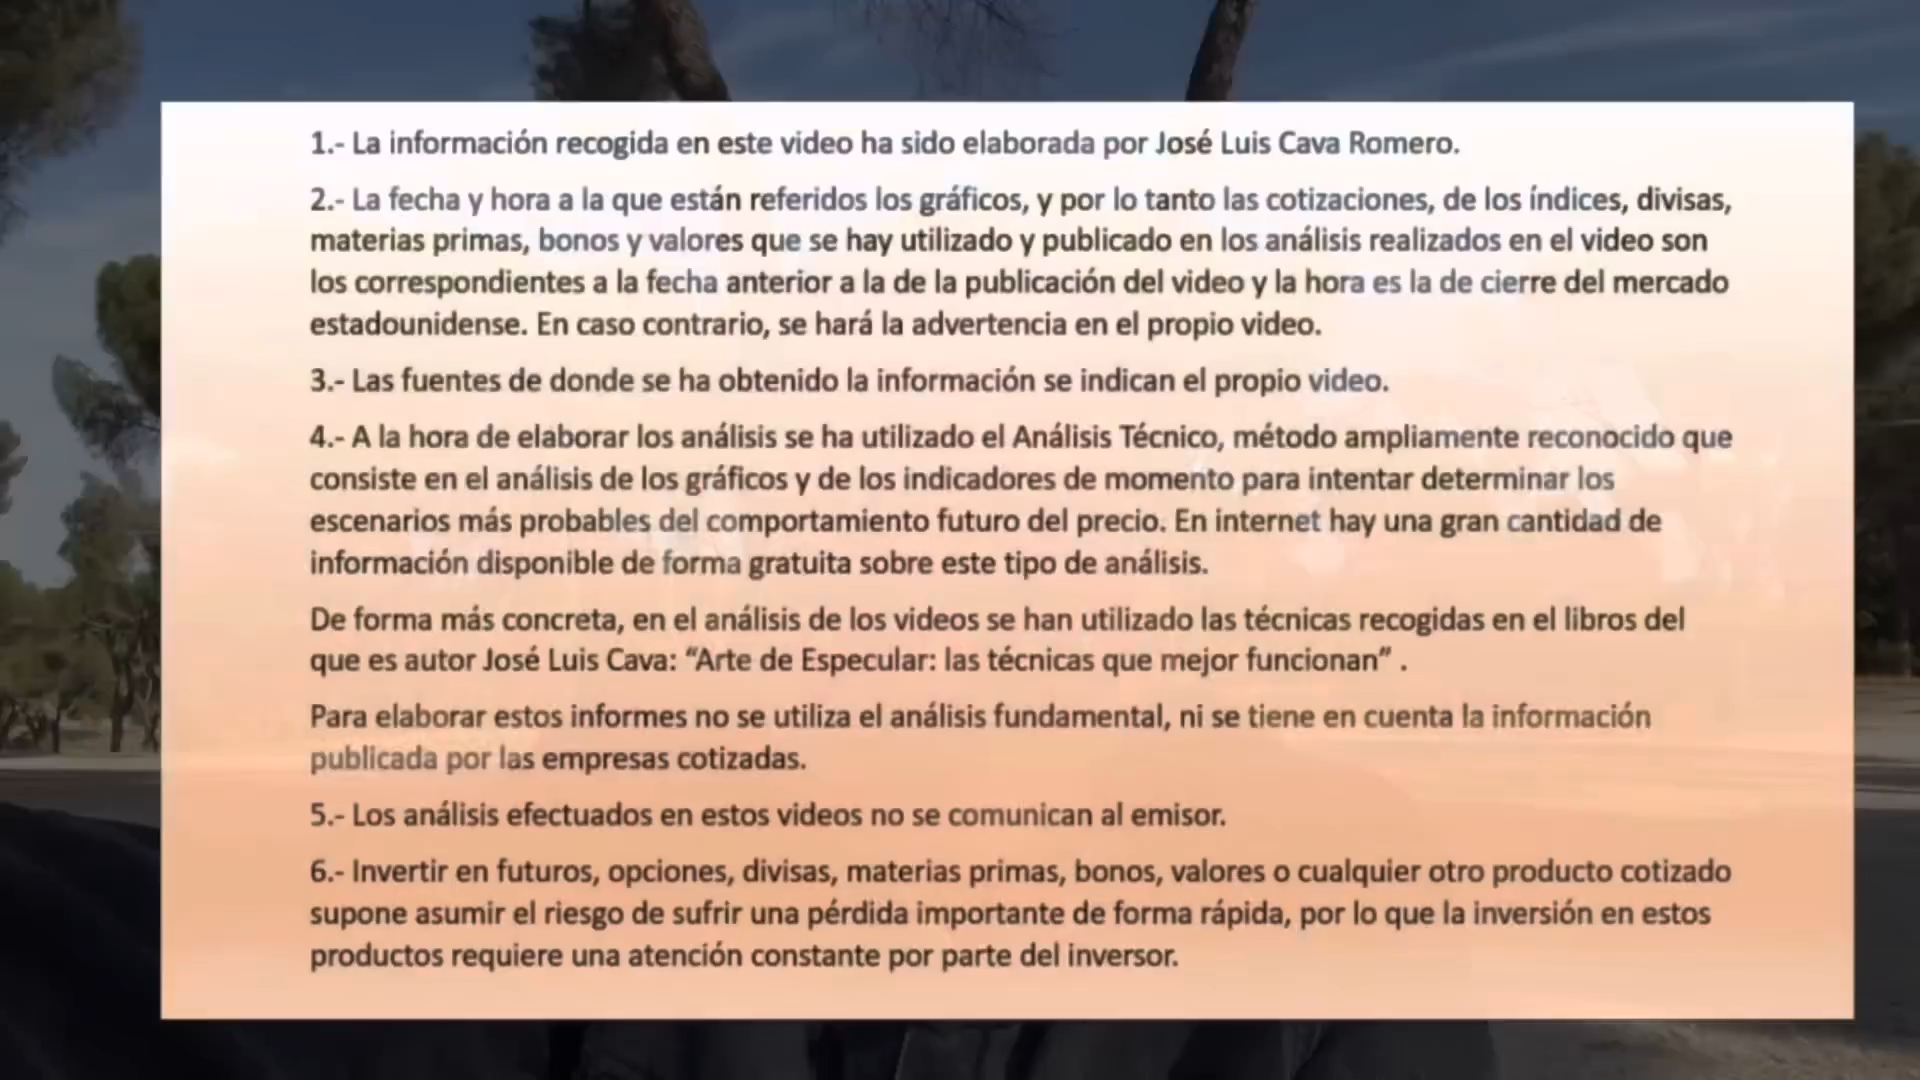 1.- La información recogida en este video ha sido elaborada por José Luis Cava Romero.
2.- La fecha y hora a la que están referidos los gráficos, y por lo tanto las cotizaciones, de los índices, divisas,
materias primas, bonos y valores que se hay utilizado y publicado en los análisis realizados en el video son
los correspondientes a la fecha anterior a la de la publicación del video y la hora es la de cierre del mercado
estadounidense. En caso contrario, se hará la advertencia en el propio video.
3.- Las fuentes de donde se ha obtenido la información se indican el propio video.
4.- A la hora de elaborar los análisis se ha utilizado el Análisis Técnico, método ampliamente reconocido que
consiste en el análisis de los gráficos y de los indicadores de momento para intentar determinar los
escenarios más probables del comportamiento futuro del precio. En internet hay una gran cantidad de
información disponible de forma gratuita sobre este tipo de análisis.
De forma más concreta, en el análisis de los videos se han utilizado las técnicas recogidas en el libros del
que es autor José Luis Cava: “Arte de Especular: las técnicas que mejor funcionan” .
Para elaborar estos informes no se utiliza el análisis fundamental, ni se tiene en cuenta la información
publicada por las empresas cotizadas.
5.- Los análisis efectuados en estos videos no se comunican al emisor.
6.- Invertir en futuros, opciones, divisas, materias primas, bonos, valores o cualquier otro producto cotizado
supone asumir el riesgo de sufrir una pérdida importante de forma rápida, por lo que la inversión en estos
productos requiere una atención constante por parte del inversor.